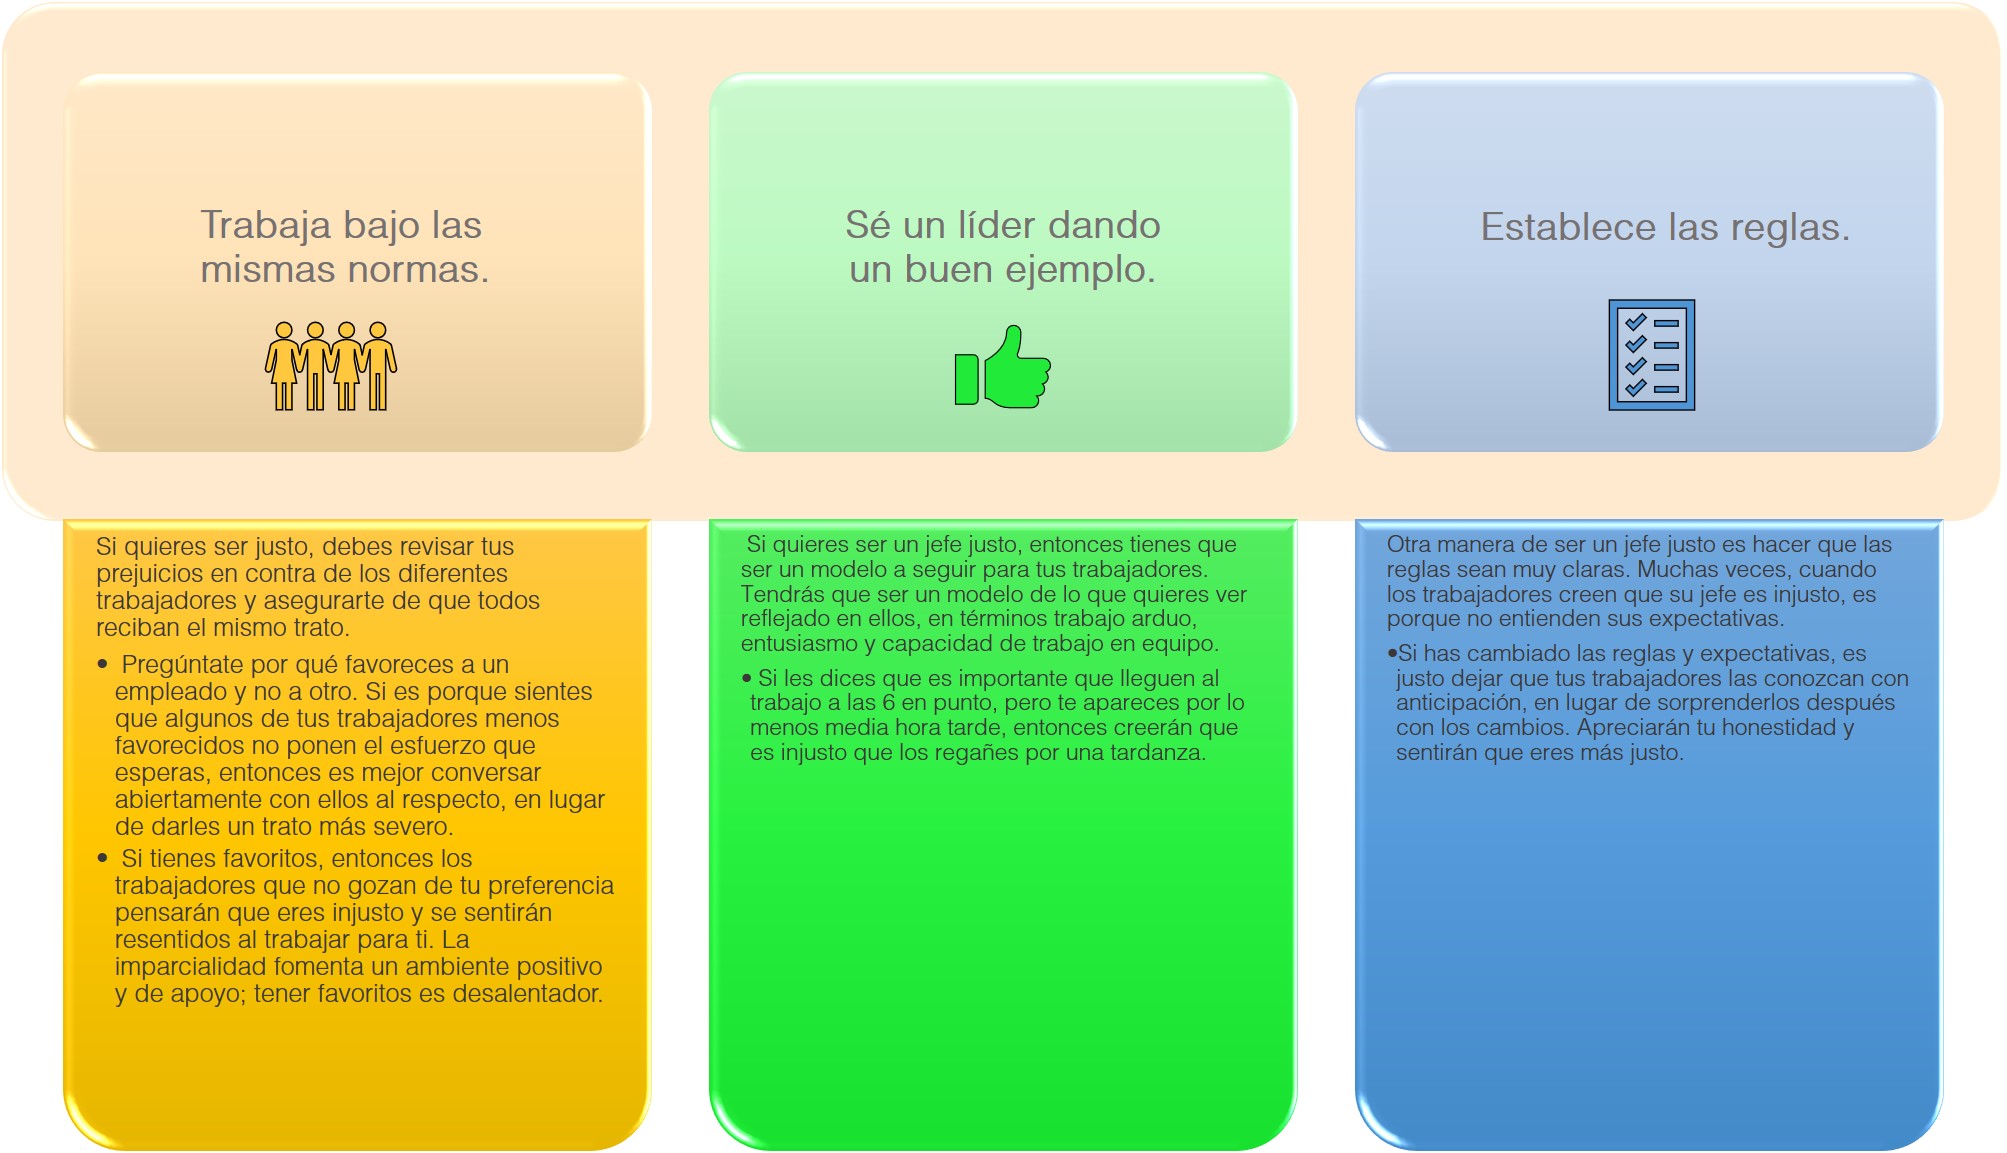 Trabaja bajo las
mismas normas.
Si quieres ser justo, debes revisar tus
prejuicios en contra de los diferentes
trabajadores y asegurarte de que todos
reciban el mismo trato.
• Pregúntate por qué favoreces a un
empleado y no a otro. Si es porque sientes
que algunos de tus trabajadores menos
favorecidos no ponen el esfuerzo que
esperas, entonces es mejor conversar
abiertamente con ellos al respecto, en lugar
de darles un trato más severo.
• Si tienes favoritos, entonces los
trabajadores que no gozan de tu preferencia
pensarán que eres injusto y se sentirán
resentidos al trabajar para ti. La
imparcialidad fomenta un ambiente positivo
y de apoyo; tener favoritos es desalentador.
Sé un líder dando
un buen ejemplo.
Si quieres ser un jefe justo, entonces tienes que
ser un modelo a seguir para tus trabajadores.
Tendrás que ser un modelo de lo que quieres ver
reflejado en ellos, en términos trabajo arduo,
entusiasmo y capacidad de trabajo en equipo.
• Si les dices que es importante que lleguen al
trabajo a las 6 en punto, pero te apareces por lo
menos media hora tarde, entonces creerán que
es injusto que los regañes por una tardanza.
Establece las reglas.
Otra manera de ser un jefe justo es hacer que las
reglas sean muy claras. Muchas veces, cuando
los trabajadores creen que su jefe es injusto, es
porque no entienden sus expectativas.
•Si has cambiado las reglas y expectativas, es
justo dejar que tus trabajadores las conozcan con
anticipación, en lugar de sorprenderlos después
con los cambios. Apreciarán tu honestidad y
sentirán que eres más justo.